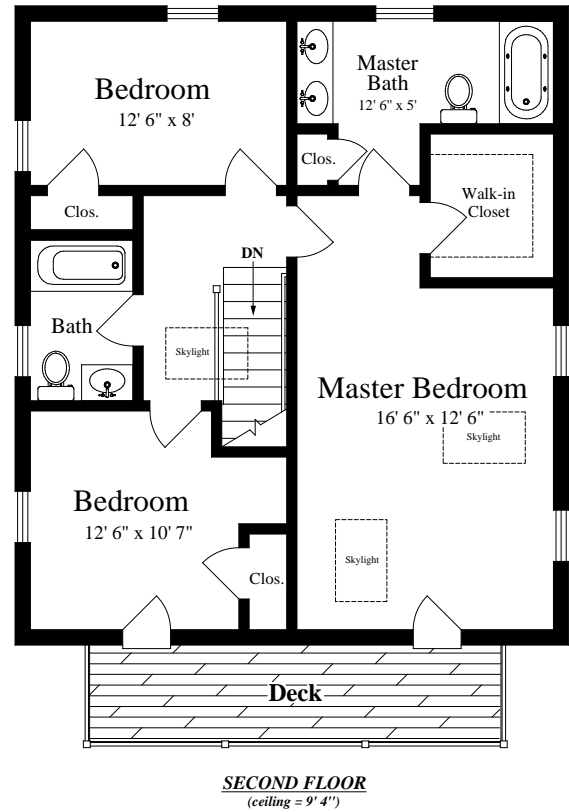 Bedroom
12' 6" x 8'
Master
Bath
12' 6" x 5'
Clos.
Clos.
Walk-in
Closet
DN
Bath
Skylight
Master Bedroom
16' 6" x 12' 6"
Skylight
Bedroom
12' 6" x 10' 7"
Skylight
Clos.
Deck
SECOND FLOOR
(ceiling = 9' 4")